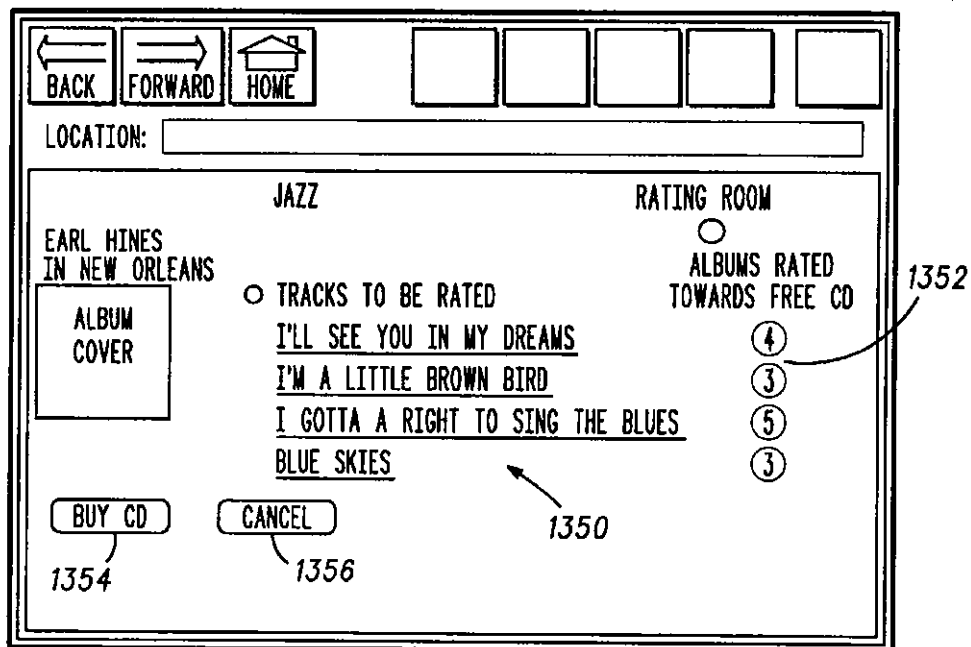 BACK FORWARD HOME
LOCATION:
JAZZ
RATING ROOM
EARL HINES
IN NEW ORLEANS
ALBUM
COVER
ALBUMS RATED
TOWARDS FREE CD
1352
TRACKS TO BE RATED
I'LL SEE YOU IN MY DREAMS 4
I'M A LITTLE BROWN BIRD 3
I GOTTA A RIGHT TO SING THE BLUES 5
BLUE SKIES 3
1350
BUY CD CANCEL
1354 1356